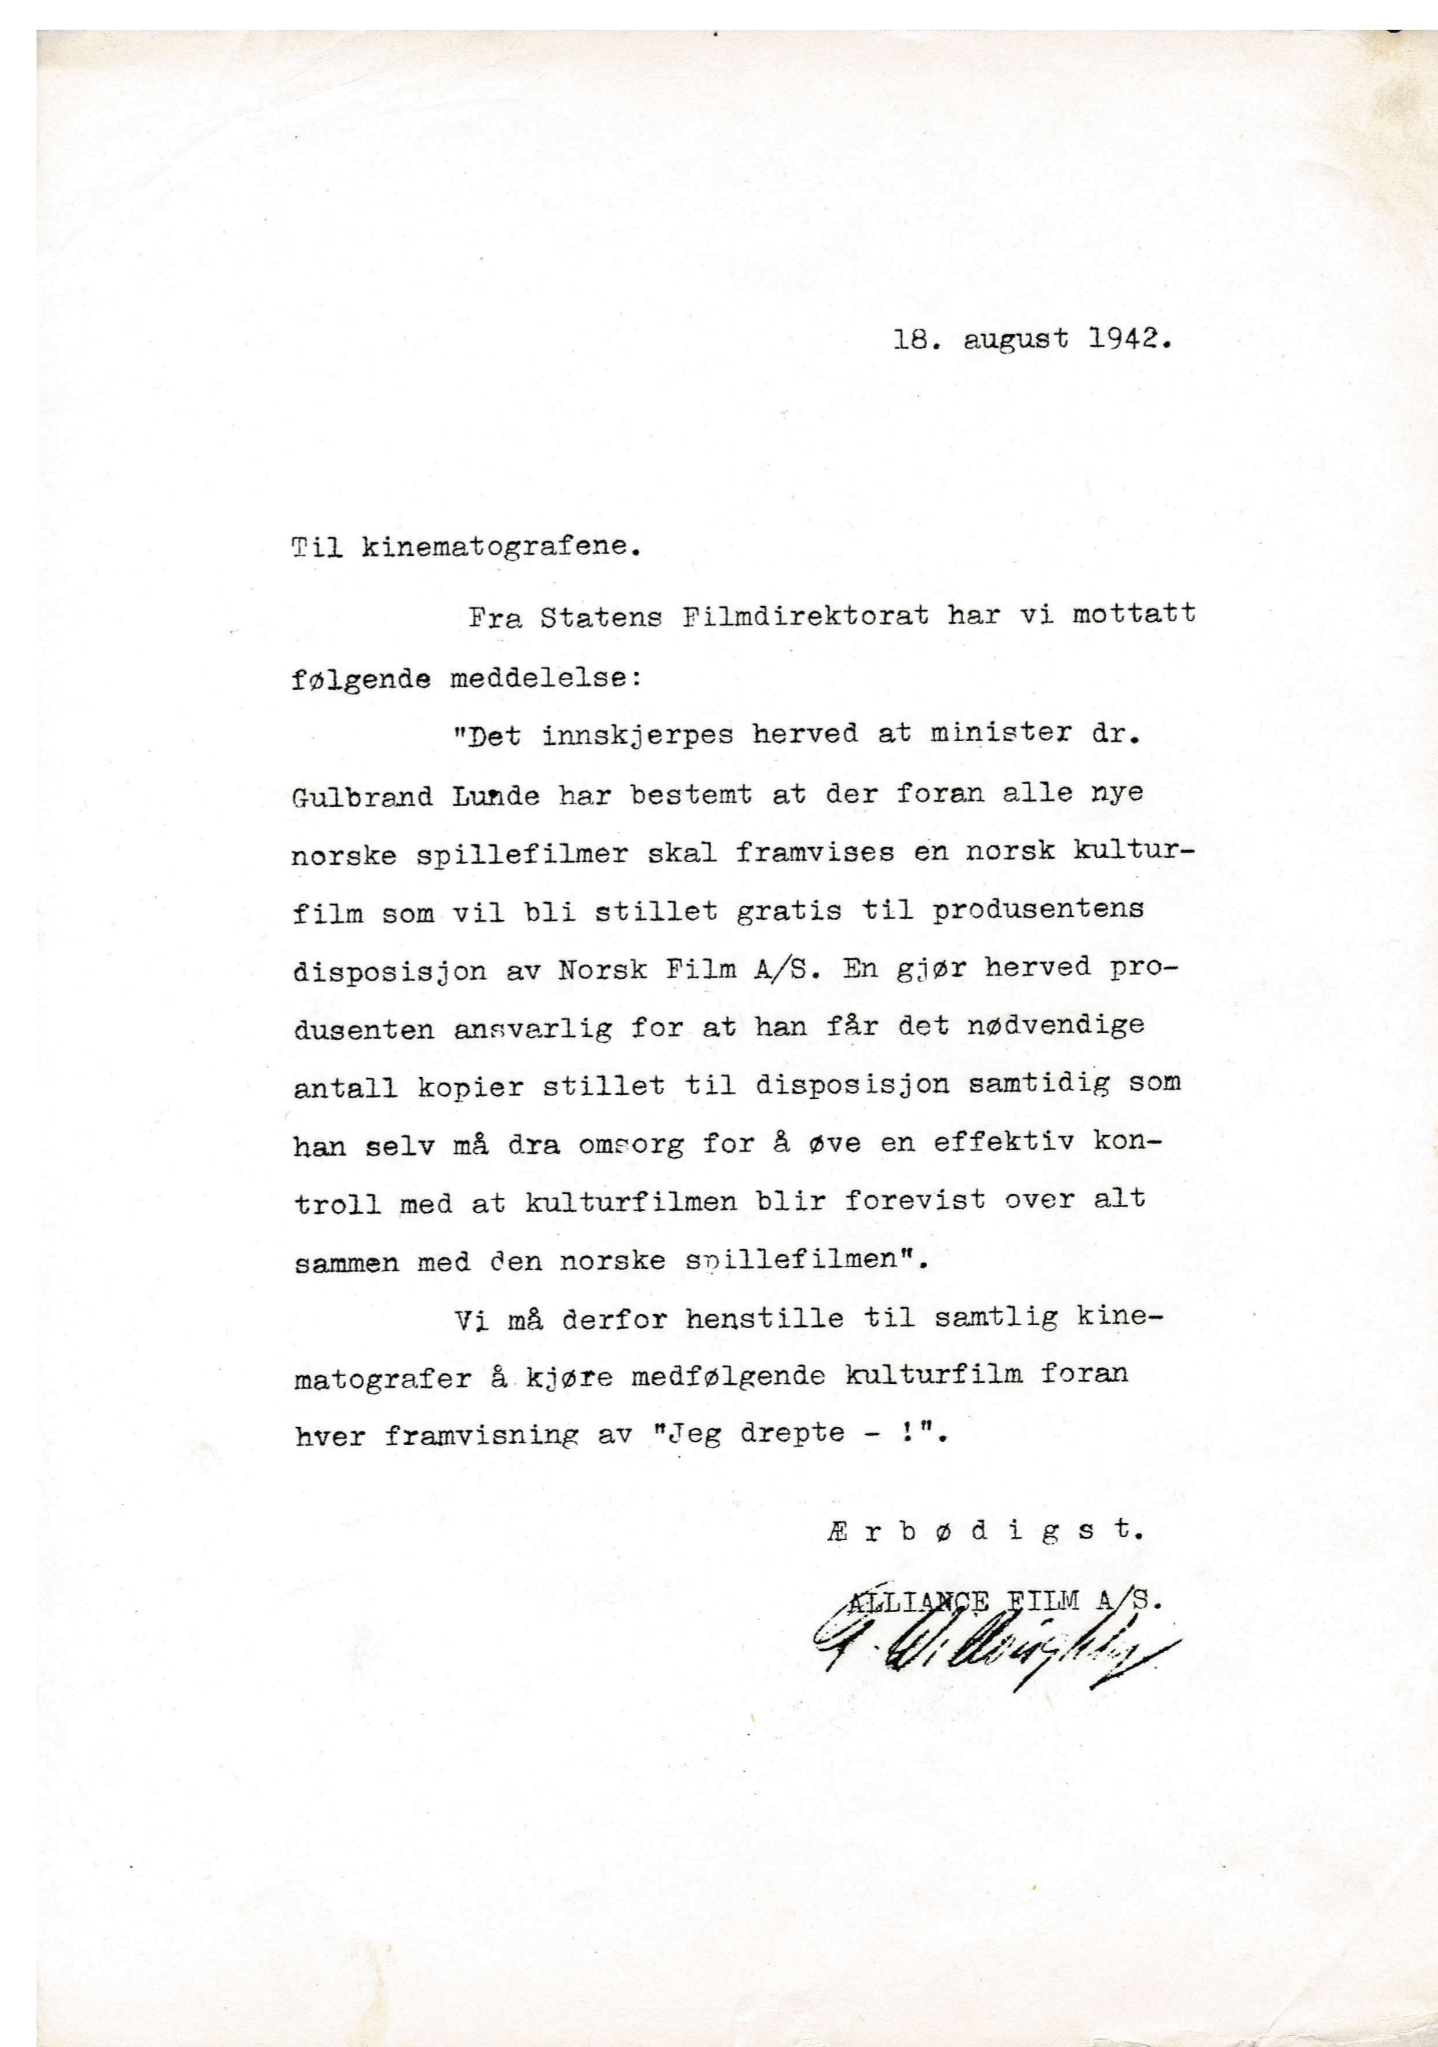 18. august 1942.
Til kinematografene.
Fra Statens Filmdirektorat har vi mottatt
følgende meddelelse:
"Det innskjerpes herved at minister dr.
Gulbrand Lunde har bestemt at der foran alle nye
norske spillefilmer skal framvises en norsk kultur-
film som vil bli stillet gratis til produsentens
disposisjon av Norsk Film A/S. En gjør herved pro-
dusenten ansvarlig for at han får det nødvendige
antall kopier stillet til disposisjon samtidig som
han selv må dra omsorg for å øve en effektiv kon-
troll med at kulturfilmen blir forevist over alt
sammen med den norske spillefilmen".
Vi må derfor henstille til samtlig kine-
matografer å kjøre medfølgende kulturfilm foran
hver framvisning av "Jeg drepte - !".
Ærbødigst.
ALLIANCE FILM A/S.